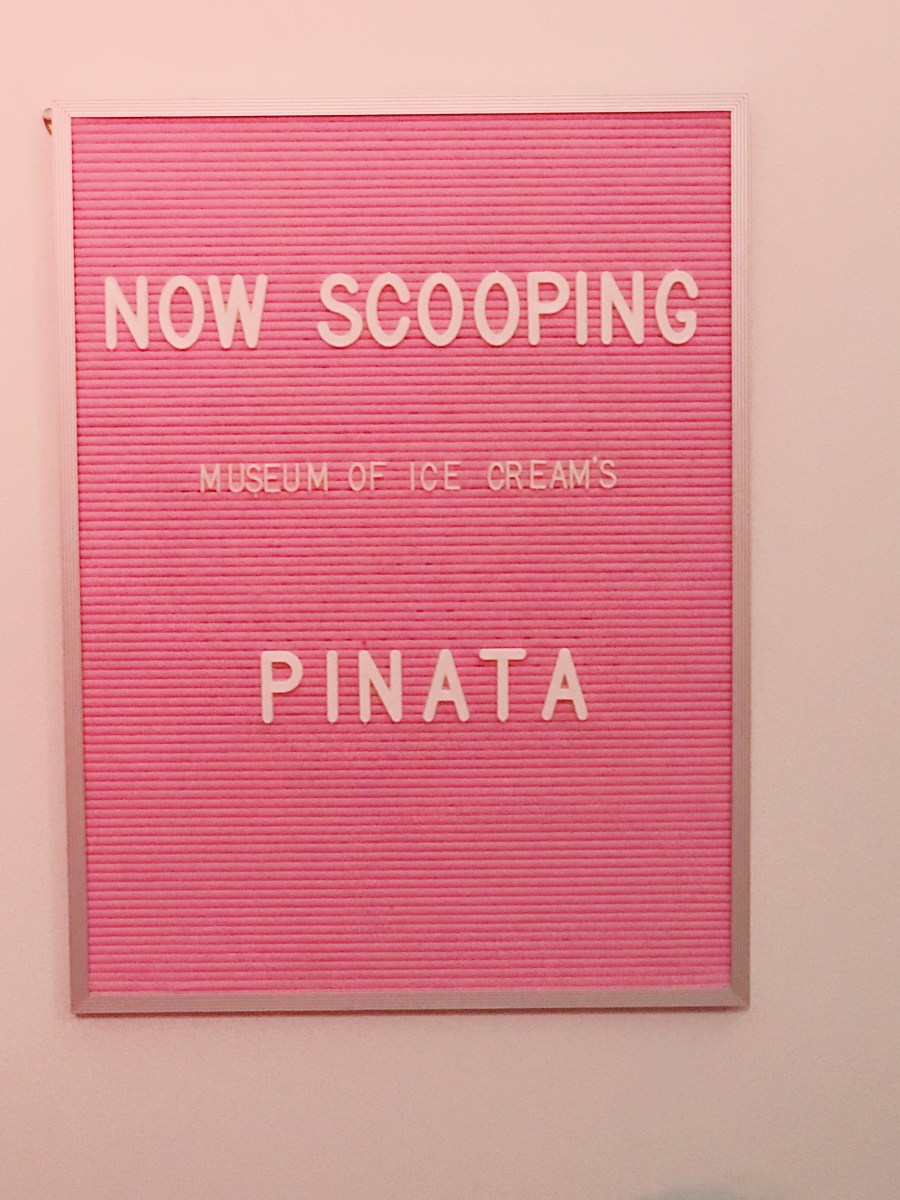 NOW SCOOPING
MUSEUM OF ICE CREAM'S
PINATA